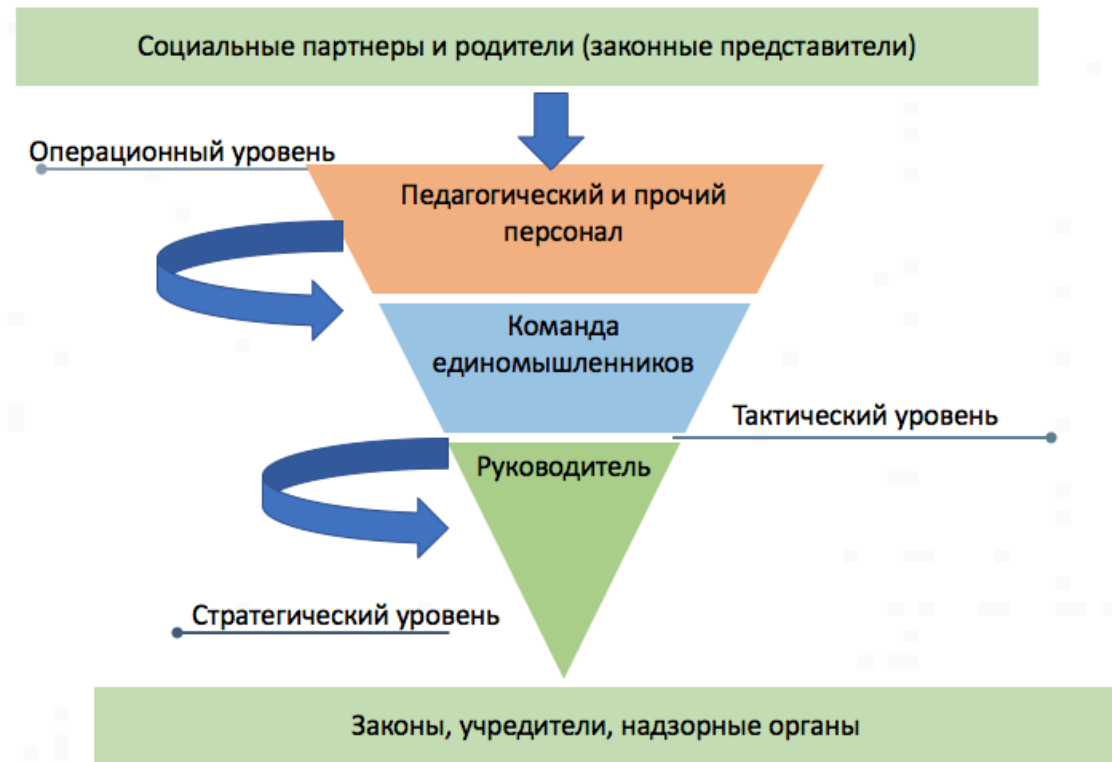 Социальные партнеры и родители (законные представители)
Операционный уровень
Педагогический и прочий
персонал
Команда
единомышленников
Тактический уровень
Руководитель
Стратегический уровень
Законы, учредители, надзорные органы